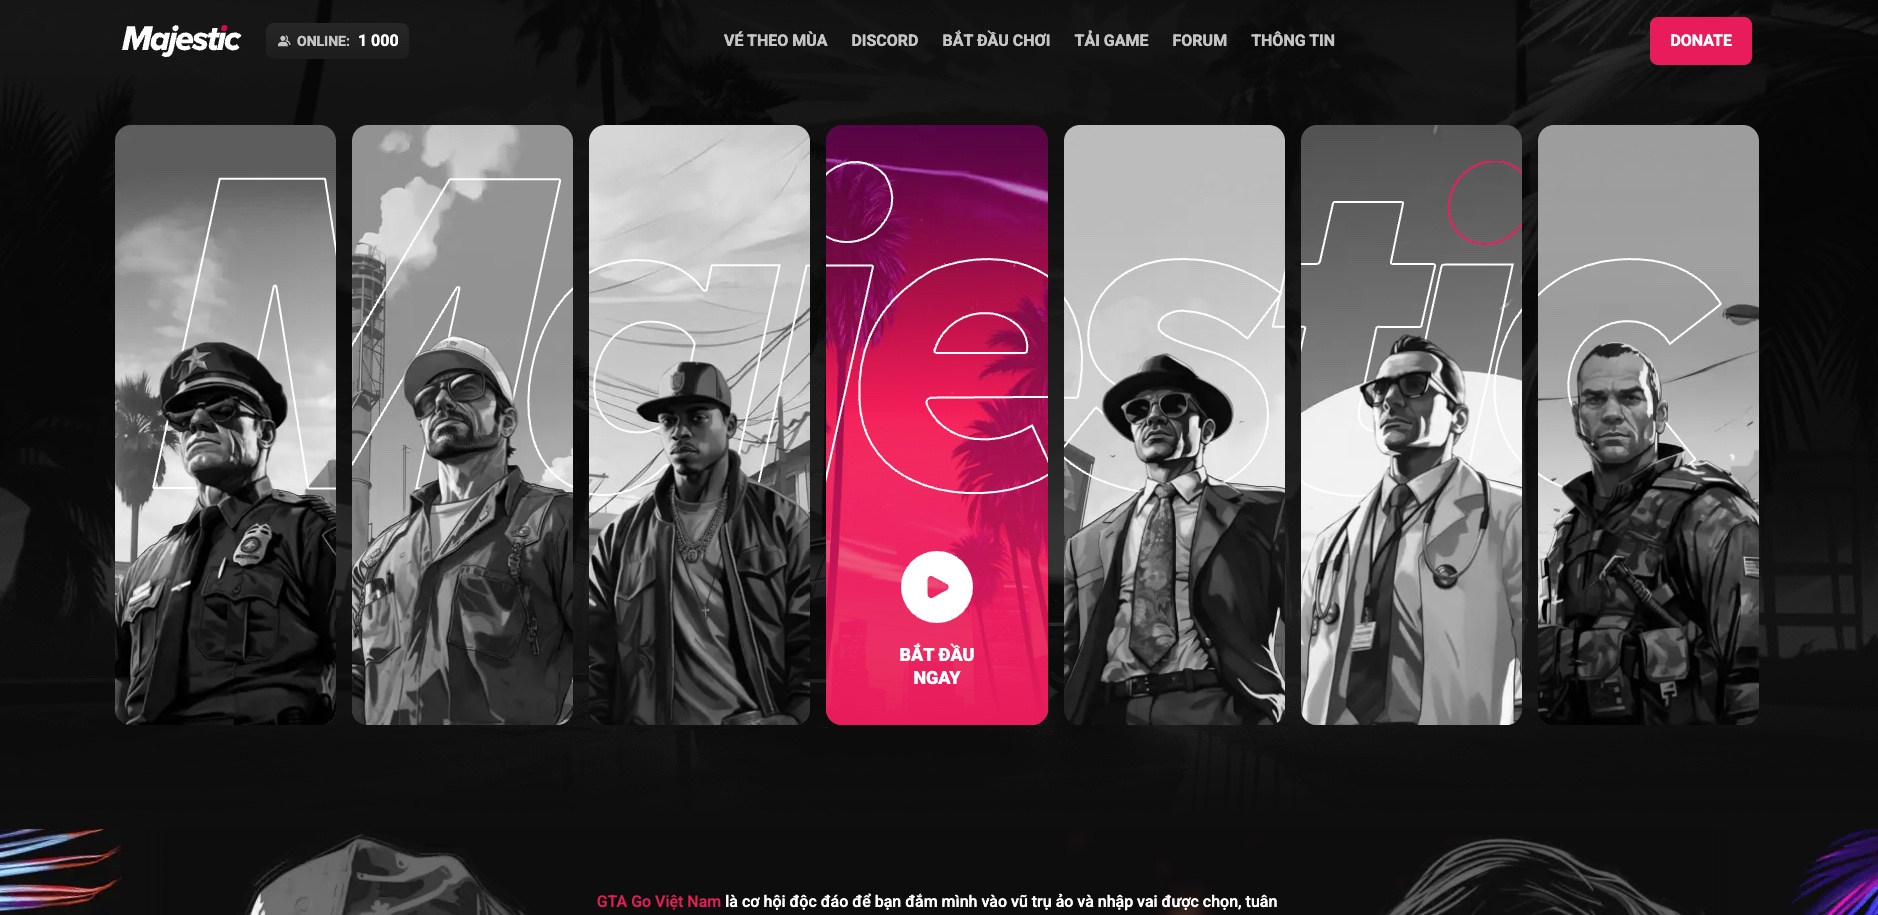 Majestic
ONLINE: 1 000
VÉ THEO MÙA
DISCORD
BẮT ĐẦU CHƠI
TẢI GAME
FORUM
THÔNG TIN
DONATE
Majestic
BẮT ĐẦU
NGAY
GTA Go Việt Nam là cơ hội độc đáo để bạn đắm mình vào vũ trụ ảo và nhập vai được chọn, tuân